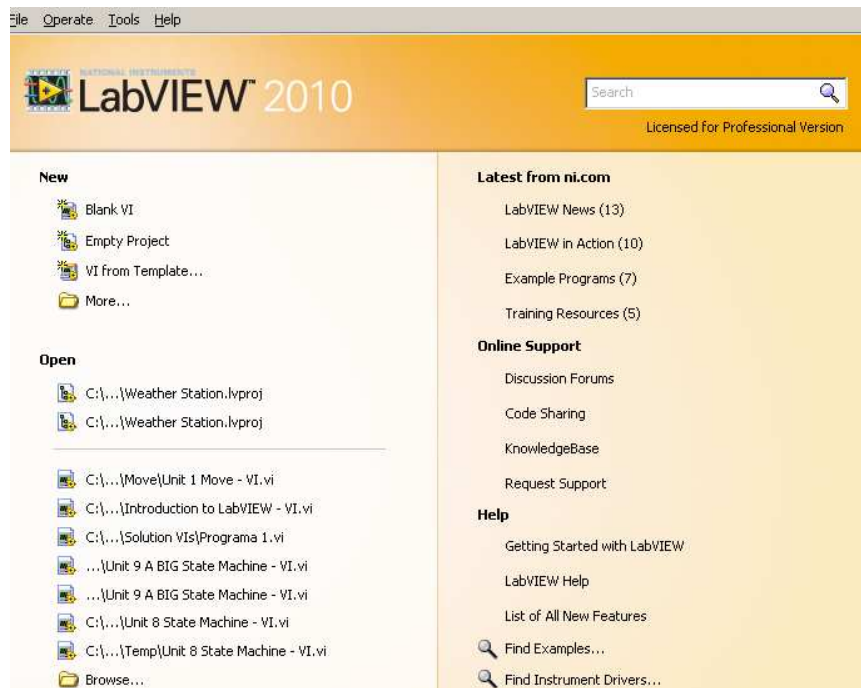 File Operate Tools Help
NATIONAL INSTRUMENTS
LabVIEW™ 2010
Search
Licensed for Professional Version
New
Blank VI
Empty Project
VI from Template...
More...
Open
C:\...\Weather Station.lvproj
C:\...\Weather Station.lvproj
C:\...\Move\Unit 1 Move - VI.vi
C:\...\Introduction to LabVIEW - VI.vi
C:\...\Solution VIs\Programa 1.vi
...\Unit 9 A BIG State Machine - VI.vi
...\Unit 9 A BIG State Machine - VI.vi
C:\...\Unit 8 State Machine - VI.vi
C:\...\Temp\Unit 8 State Machine - VI.vi
Browse...
Latest from ni.com
LabVIEW News (13)
LabVIEW in Action (10)
Example Programs (7)
Training Resources (5)
Online Support
Discussion Forums
Code Sharing
KnowledgeBase
Request Support
Help
Getting Started with LabVIEW
LabVIEW Help
List of All New Features
Find Examples...
Find Instrument Drivers...